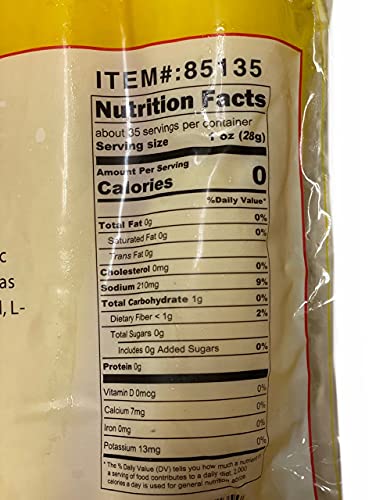 ITEM#:85135
Nutrition Facts
about 35 servings per container
Serving size oz (28g)
Amount Per Serving
Calories 0
%Daily Value*
Total Fat 0g 0%
Saturated Fat 0g 0%
Trans Fat 0g
Cholesterol 0mg 0%
Sodium 210mg 9%
Total Carbohydrate 1g 0%
Dietary Fiber < 1g 2%
Total Sugars 0g
Includes 0g Added Sugars 0%
Protein 0g
Vitamin D 0mcg 0%
Calcium 7mg 0%
Iron 0mg 0%
Potassium 13mg 0%
* The % Daily Value (DV) tells you how much a nutrient in
a serving of food contributes to a daily diet. 2,000
calories a day is used for general nutrition advice.
c
as
, L-